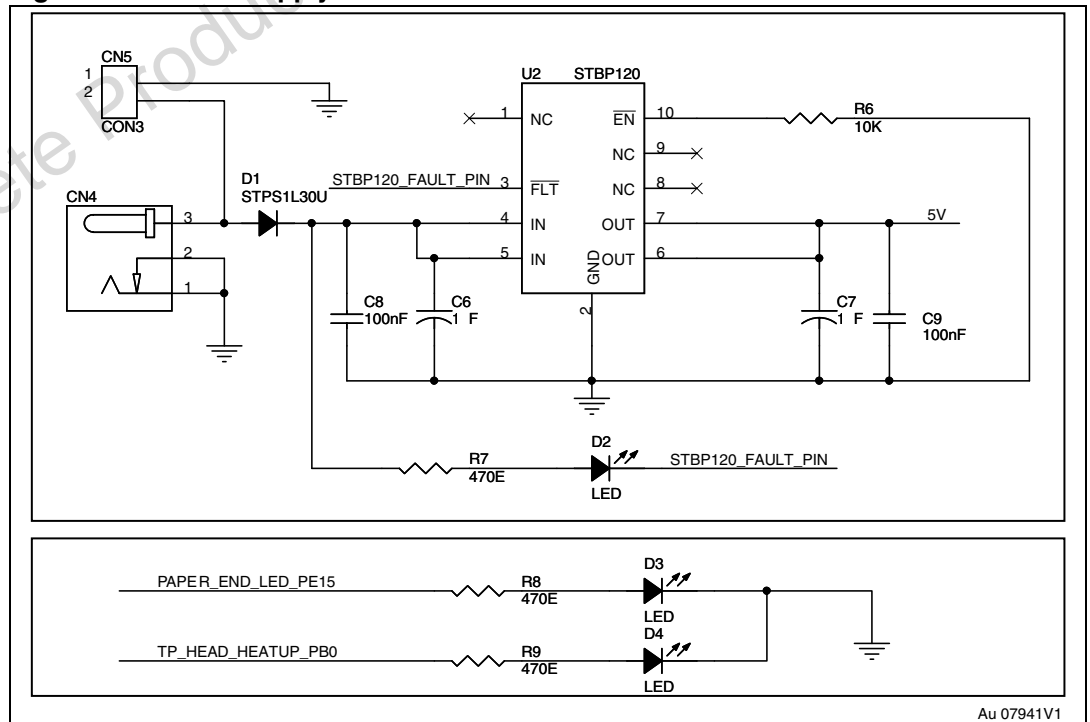 CN5
1
2
CON3
U2 STBP120
1 NC
EN 10
R6
10K
NC 9
NC 8
STBP120_FAULT_PIN 3 FLT
D1
STPS1L30U
CN4
3
2
1
4 IN
5 IN
OUT 7
OUT 6
5V
GND
2
C8
100nF
C6
1 F
C7
1 F
C9
100nF
R7
470E
D2
LED
STBP120_FAULT_PIN
PAPER_END_LED_PE15
R8
470E
D3
LED
TP_HEAD_HEATUP_PB0
R9
470E
D4
LED
Au 07941V1